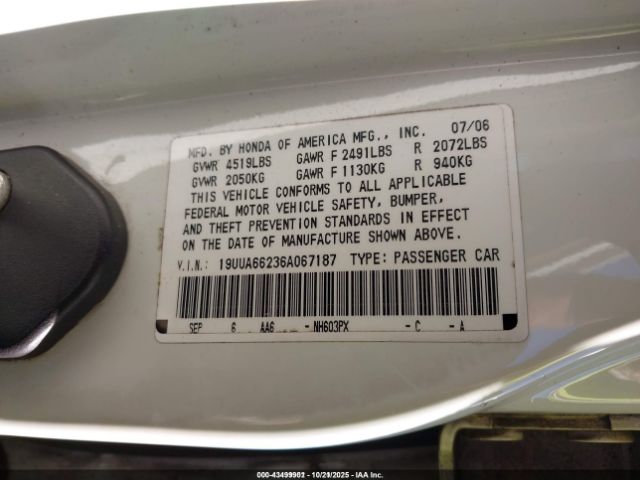 MFD. BY HONDA OF AMERICA MFG., INC. 07/06
GVWR 4519LBS GAWR F 2491LBS R 2072LBS
GVWR 2050KG GAWR F 1130KG R 940KG
THIS VEHICLE CONFORMS TO ALL APPLICABLE
FEDERAL MOTOR VEHICLE SAFETY, BUMPER,
AND THEFT PREVENTION STANDARDS IN EFFECT
ON THE DATE OF MANUFACTURE SHOWN ABOVE.
V.I.N.: 19UUA66236A067187 TYPE: PASSENGER CAR
SEP 6 AA6 - NH603PX - C - A
000-43499961 - 10/21/2025 - IAA Inc.